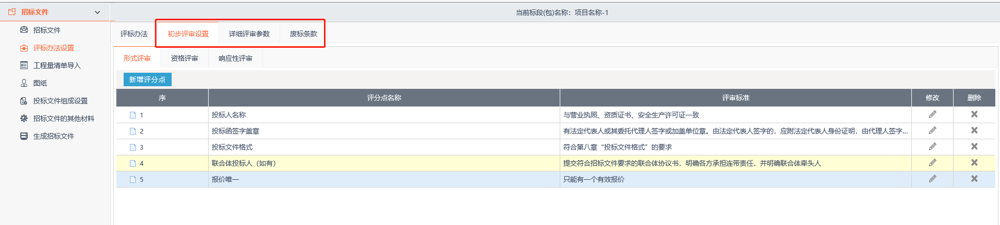 招标文件
当前标段(包)名称：项目名称-1
招标文件
评标办法设置
工程量清单导入
图纸
投标文件组成设置
招标文件的其他材料
生成招标文件
评标办法 初步评审设置 详细评审参数 废标条款
形式评审 资格评审 响应性评审
新增评分点
序 评分点名称 评审标准 修改 删除
1 投标人名称 与营业执照、资质证书、安全生产许可证一致
2 投标函签字盖章 有法定代表人或其委托代理人签字或加盖单位章。由法定代表人签字的，应附法定代表人身份证明，由代理人签字...
3 投标文件格式 符合第八章“投标文件格式”的要求
4 联合体投标人（如有） 提交符合招标文件要求的联合体协议书，明确各方承担连带责任，并明确联合体牵头人
5 报价唯一 只能有一个有效报价